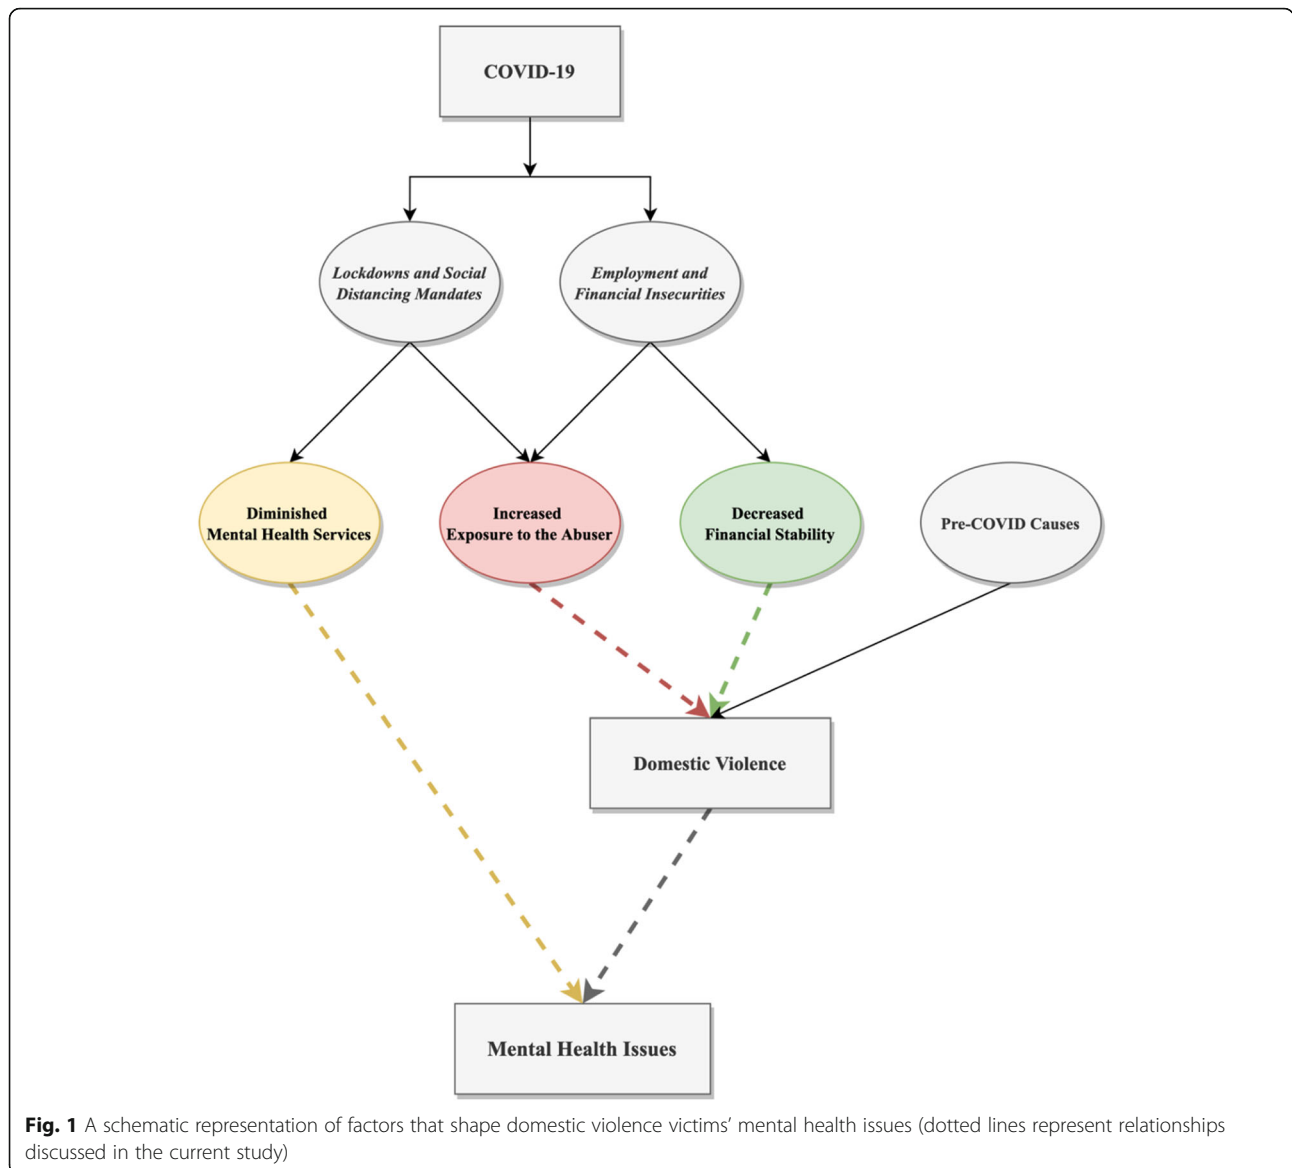 COVID-19
Lockdowns and Social
Distancing Mandates
Employment and
Financial Insecurities
Diminished
Mental Health Services
Increased
Exposure to the Abuser
Decreased
Financial Stability
Pre-COVID Causes
Domestic Violence
Mental Health Issues
Fig. 1 A schematic representation of factors that shape domestic violence victims’ mental health issues (dotted lines represent relationships
discussed in the current study)